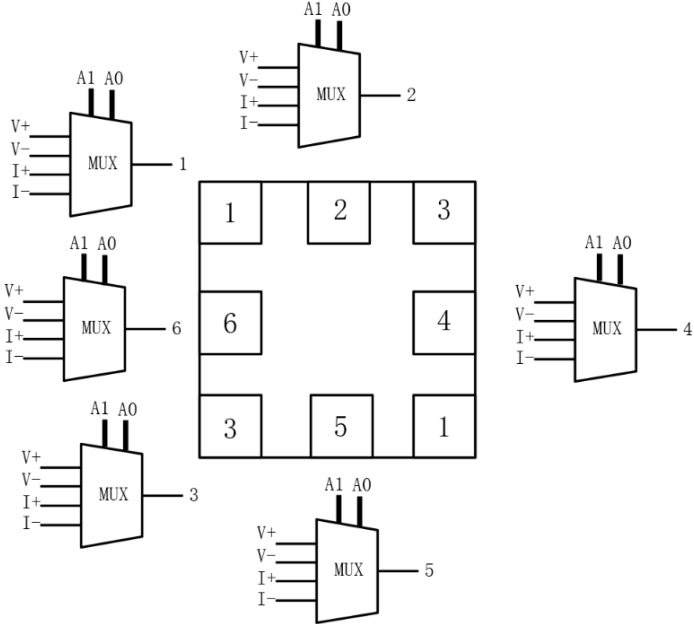 A1 A0
V+
V-
I+
I-
MUX
2
A1 A0
V+
V-
I+
I-
MUX
1
1 2 3
A1 A0
V+
V-
I+
I-
MUX
6
6 4
A1 A0
V+
V-
I+
I-
MUX
4
A1 A0
V+
V-
I+
I-
MUX
3
3 5 1
A1 A0
V+
V-
I+
I-
MUX
5